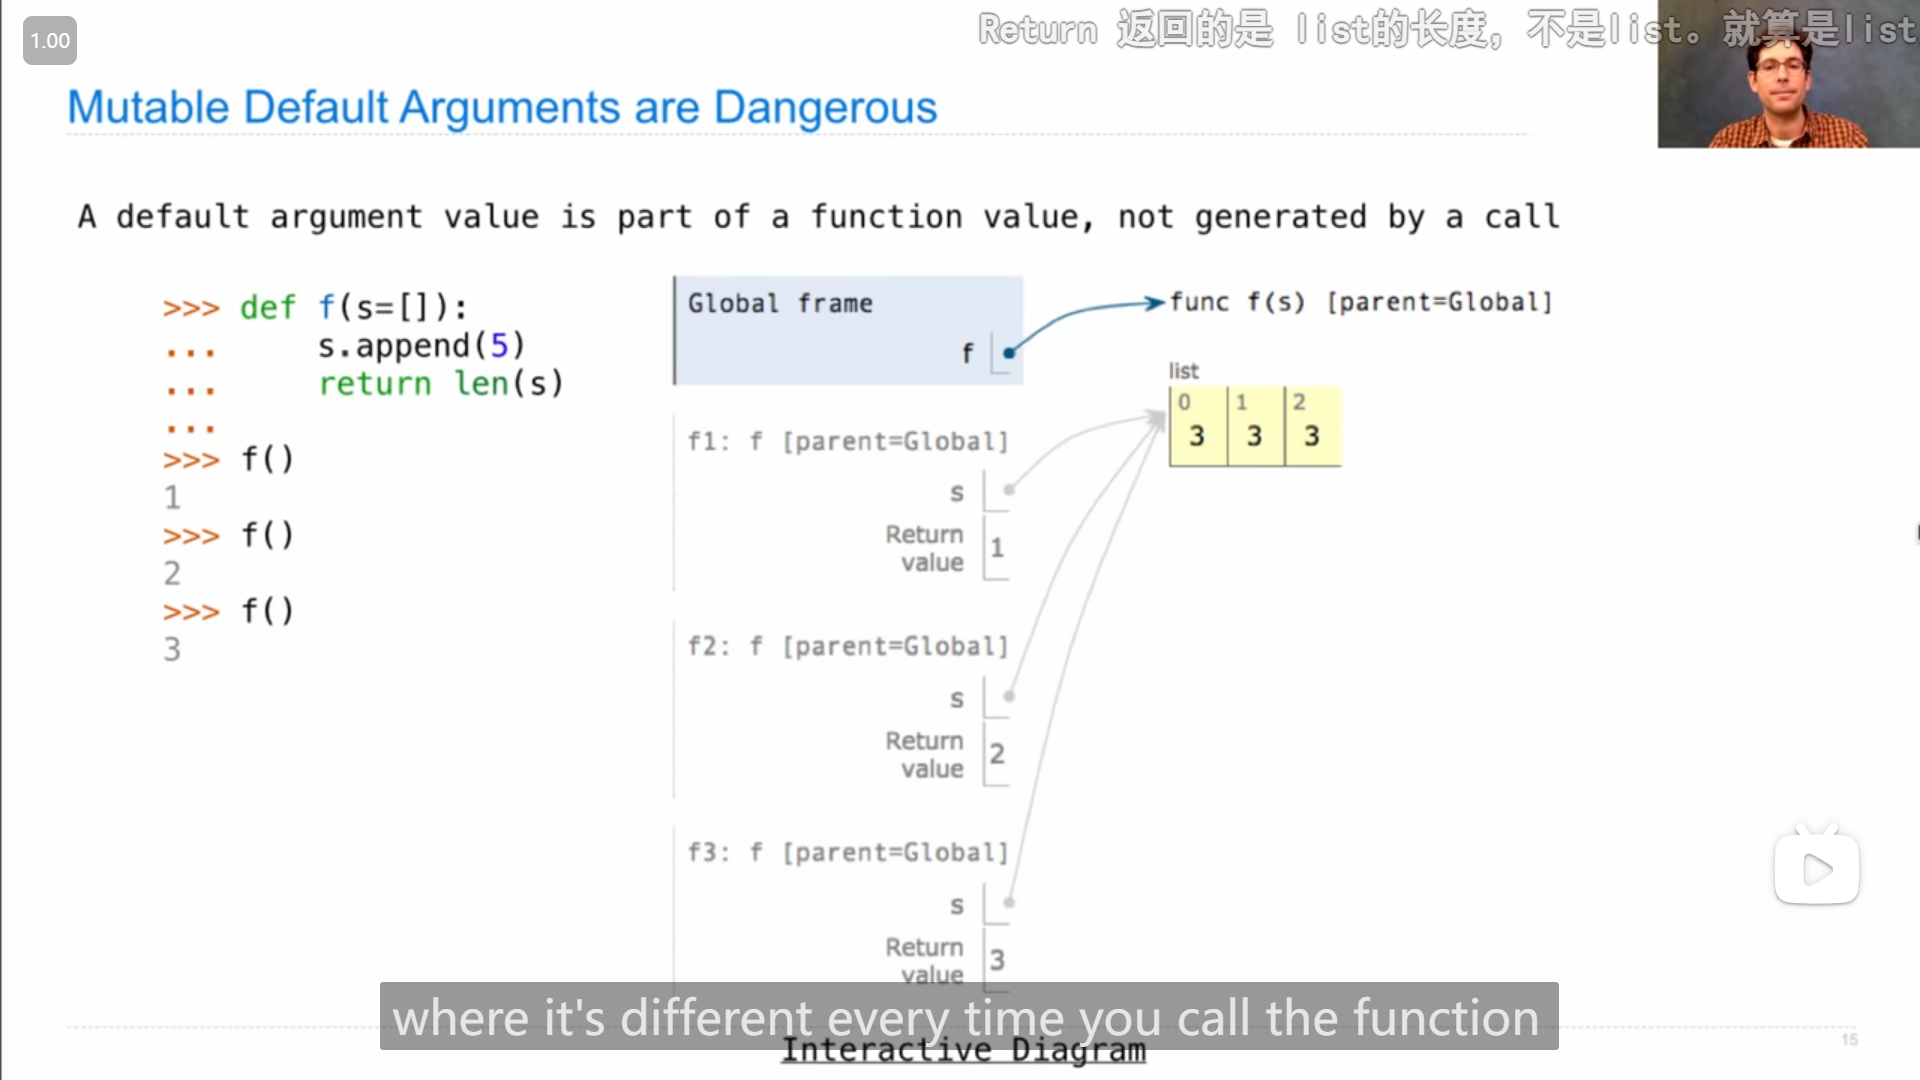 1.00
Return 返回的是 list的长度，不是list。就算是list
Mutable Default Arguments are Dangerous
A default argument value is part of a function value, not generated by a call
>>> def f(s=[]):
... s.append(5)
... return len(s)
...
>>> f()
1
>>> f()
2
>>> f()
3
Global frame
f
func f(s) [parent=Global]
list
0 1 2
3 3 3
f1: f [parent=Global]
s
Return
value 1
f2: f [parent=Global]
s
Return
value 2
f3: f [parent=Global]
s
Return
value 3
where it's different every time you call the function
Interactive Diagram
15